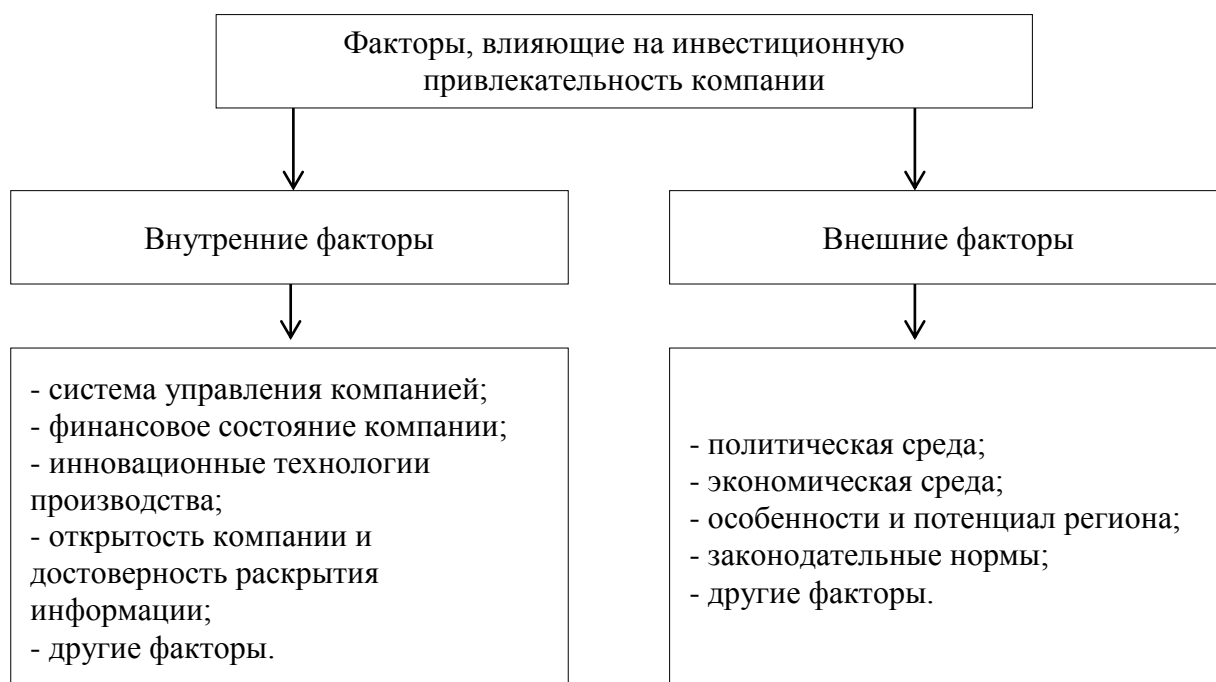 Факторы, влияющие на инвестиционную
привлекательность компании
Внутренние факторы
Внешние факторы
- система управления компанией;
- финансовое состояние компании;
- инновационные технологии
производства;
- открытость компании и
достоверность раскрытия
информации;
- другие факторы.
- политическая среда;
- экономическая среда;
- особенности и потенциал региона;
- законодательные нормы;
- другие факторы.